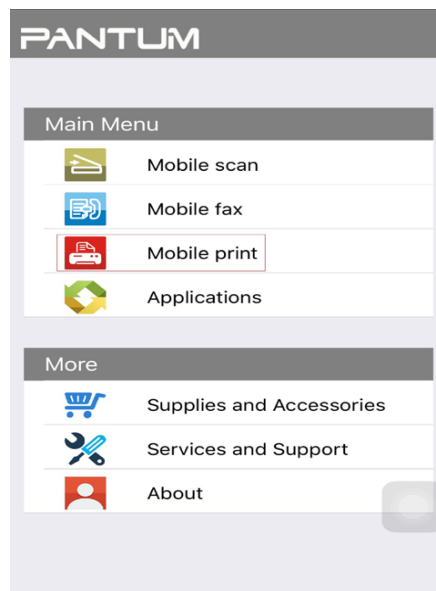 PANTUM
Main Menu
Mobile scan
Mobile fax
Mobile print
Applications
More
Supplies and Accessories
Services and Support
About